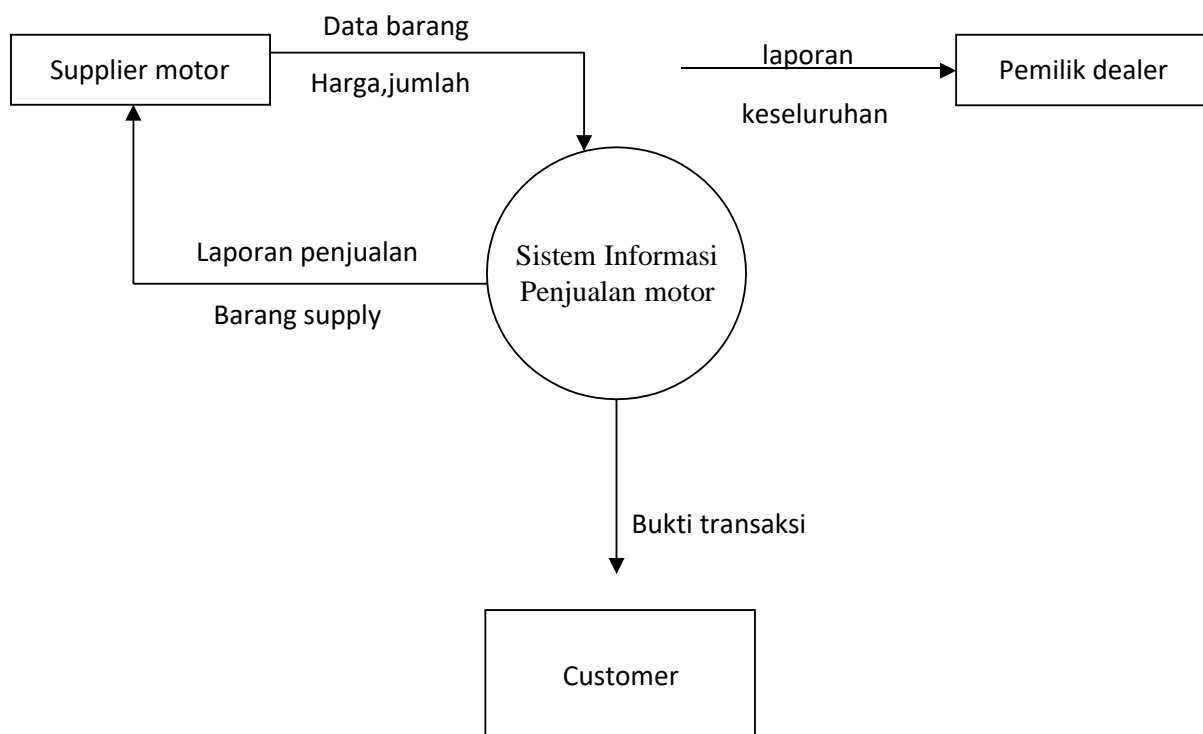 Data barang
Supplier motor
Harga,jumlah
laporan
Pemilik dealer
keseluruhan
Laporan penjualan
Barang supply
Sistem Informasi
Penjualan motor
Bukti transaksi
Customer